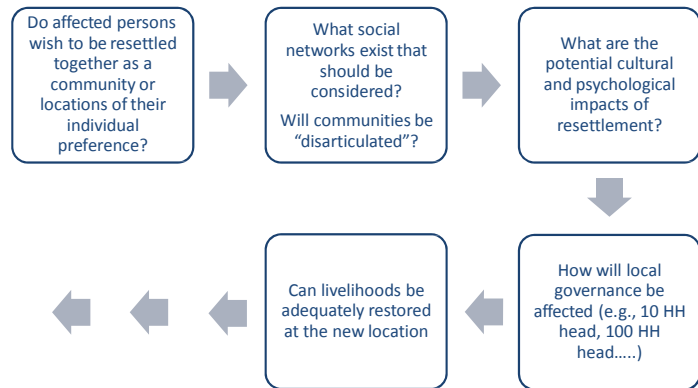 Do affected persons
wish to be resettled
together as a
community or
locations of their
individual
preference?
What social
networks exist that
should be
considered?
Will communities be
“disarticulated”?
What are the
potential cultural
and psychological
impacts of
resettlement?
How will local
governance be
affected (e.g., 10 HH
head, 100 HH
head…..)
Can livelihoods be
adequately restored
at the new location